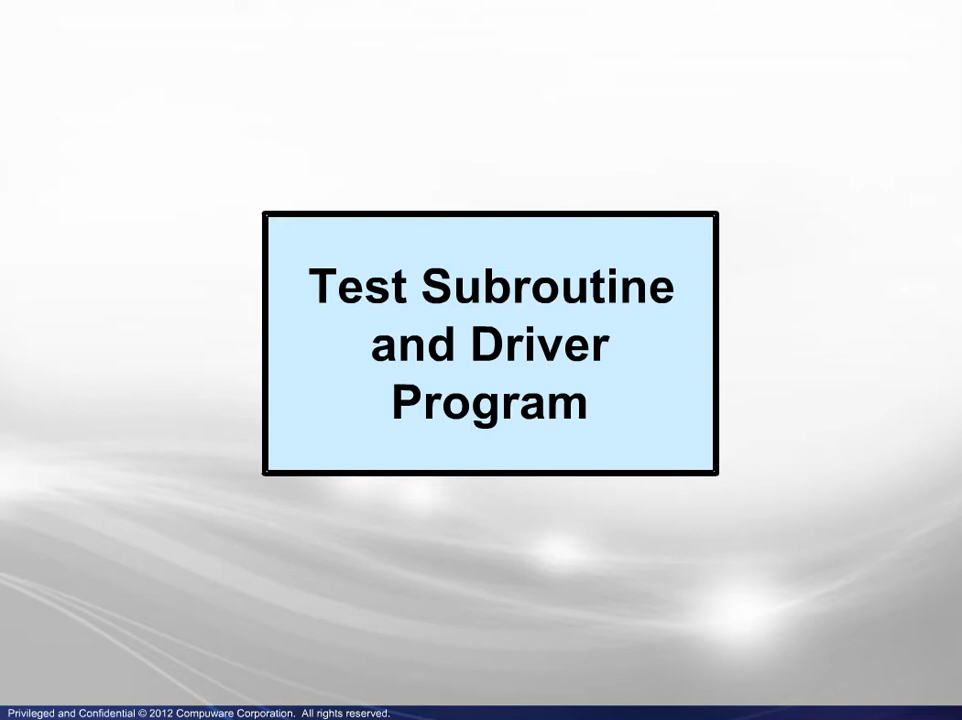 Test Subroutine
and Driver
Program
Privileged and Confidential © 2012 Compuware Corporation. All rights reserved.